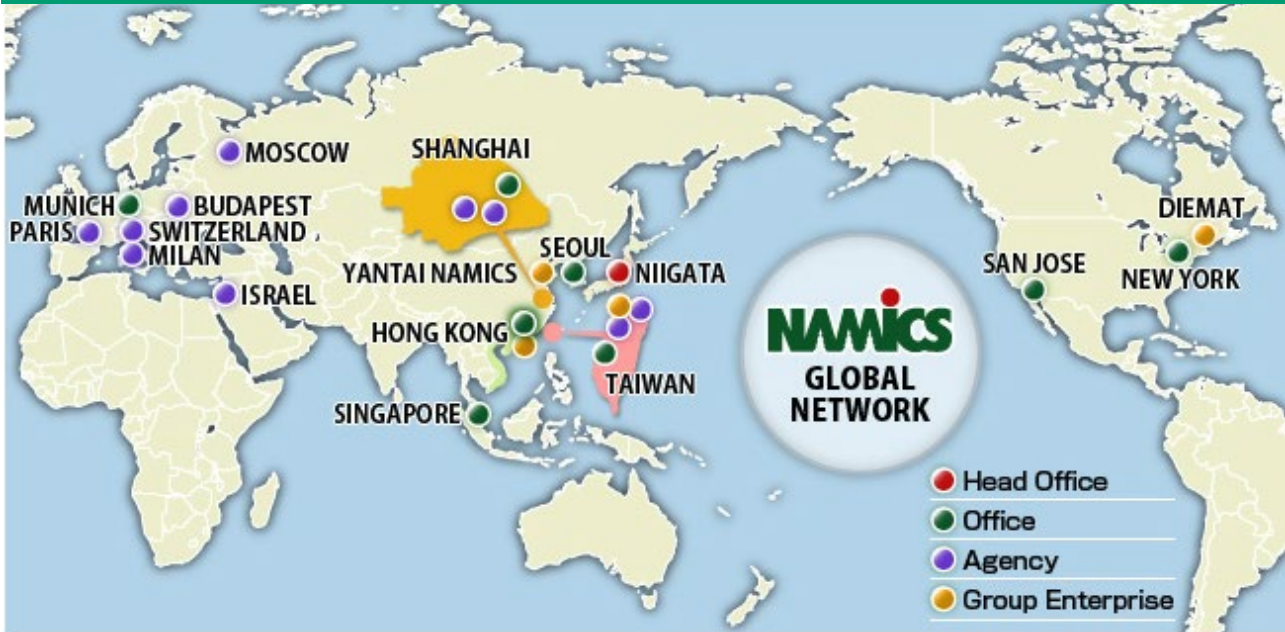 MOSCOW
SHANGHAI
MUNICH
BUDAPEST
PARIS
SWITZERLAND
MILAN
ISRAEL
SEOUL
YANTAI NAMICS
NIIGATA
HONG KONG
TAIWAN
SINGAPORE
DIEMAT
SAN JOSE
NEW YORK
NAMICS
GLOBAL
NETWORK
Head Office
Office
Agency
Group Enterprise